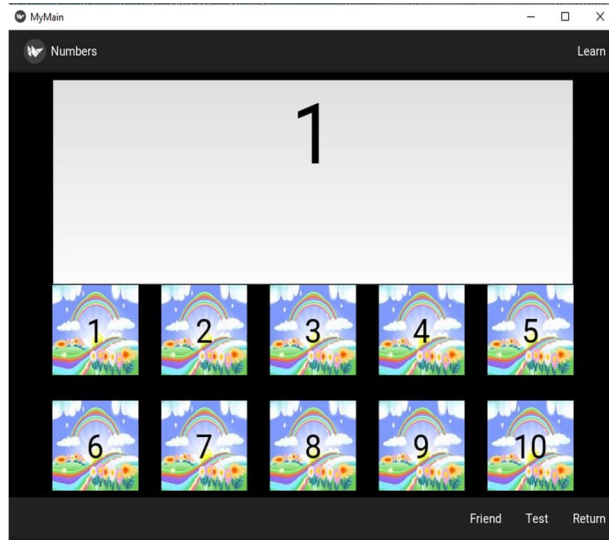 MyMain
Numbers Learn
1
1 2 3 4 5
6 7 8 9 10
Friend Test Return